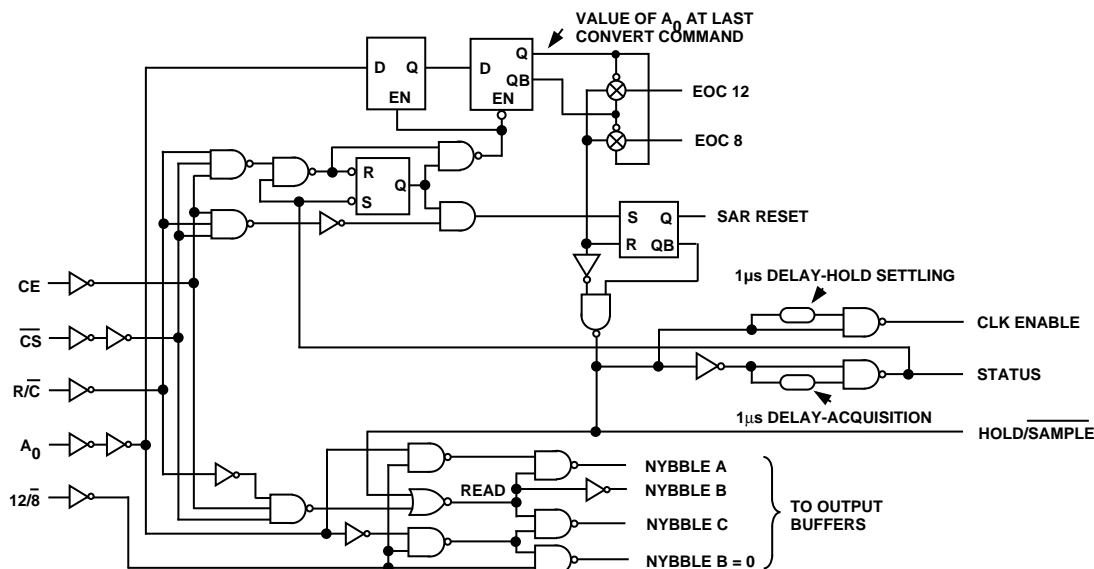 VALUE OF A0 AT LAST
CONVERT COMMAND
D Q
EN
D Q
QB
EN
EOC 12
EOC 8
R
Q
S
S Q
R QB
SAR RESET
CE
CS
R/C
A0
12/8
1µs DELAY-HOLD SETTLING
CLK ENABLE
STATUS
1µs DELAY-ACQUISITION
HOLD/SAMPLE
READ
NYBBLE A
NYBBLE B
NYBBLE C
NYBBLE B = 0
TO OUTPUT
BUFFERS